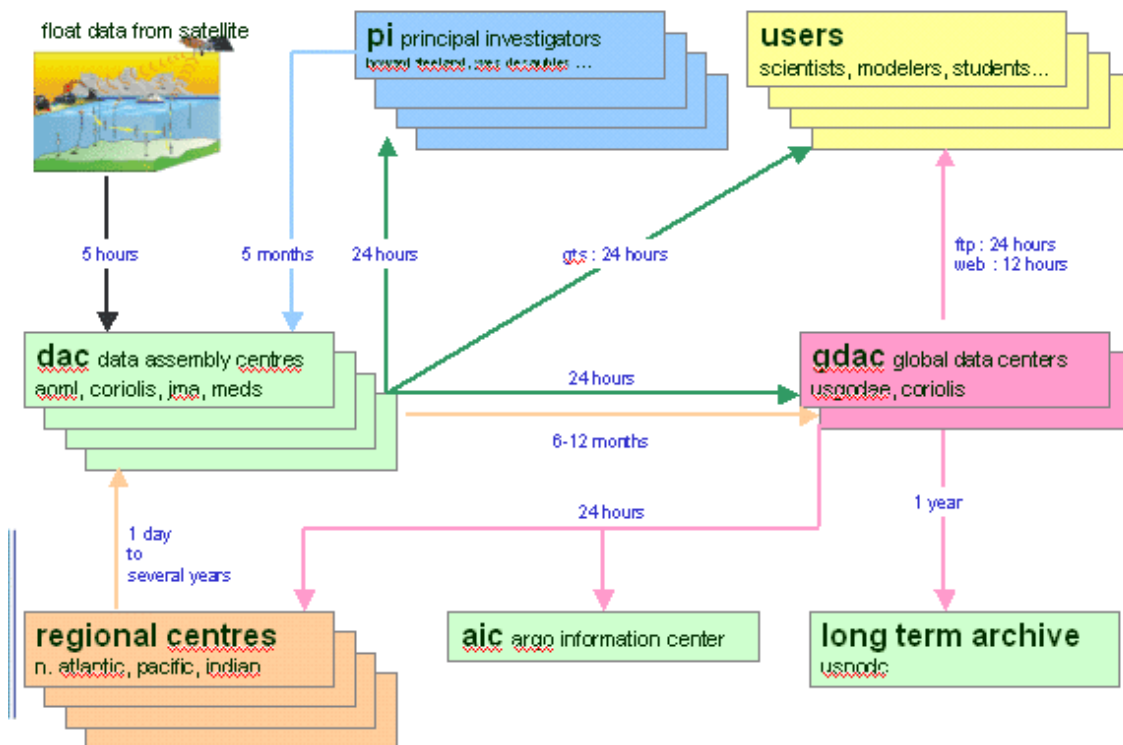 float data from satellite
pi principal investigators
users
scientists, modelers, students...
5 hours
5 months
24 hours
gts : 24 hours
ftp : 24 hours
web : 12 hours
dac data assembly centres
aoml, coriolis, jma, meds
24 hours
gdac global data centers
usgodae, coriolis
6-12 months
1 day
to
several years
24 hours
1 year
regional centres
n. atlantic, pacific, indian
aic argo information center
long term archive
usnodc